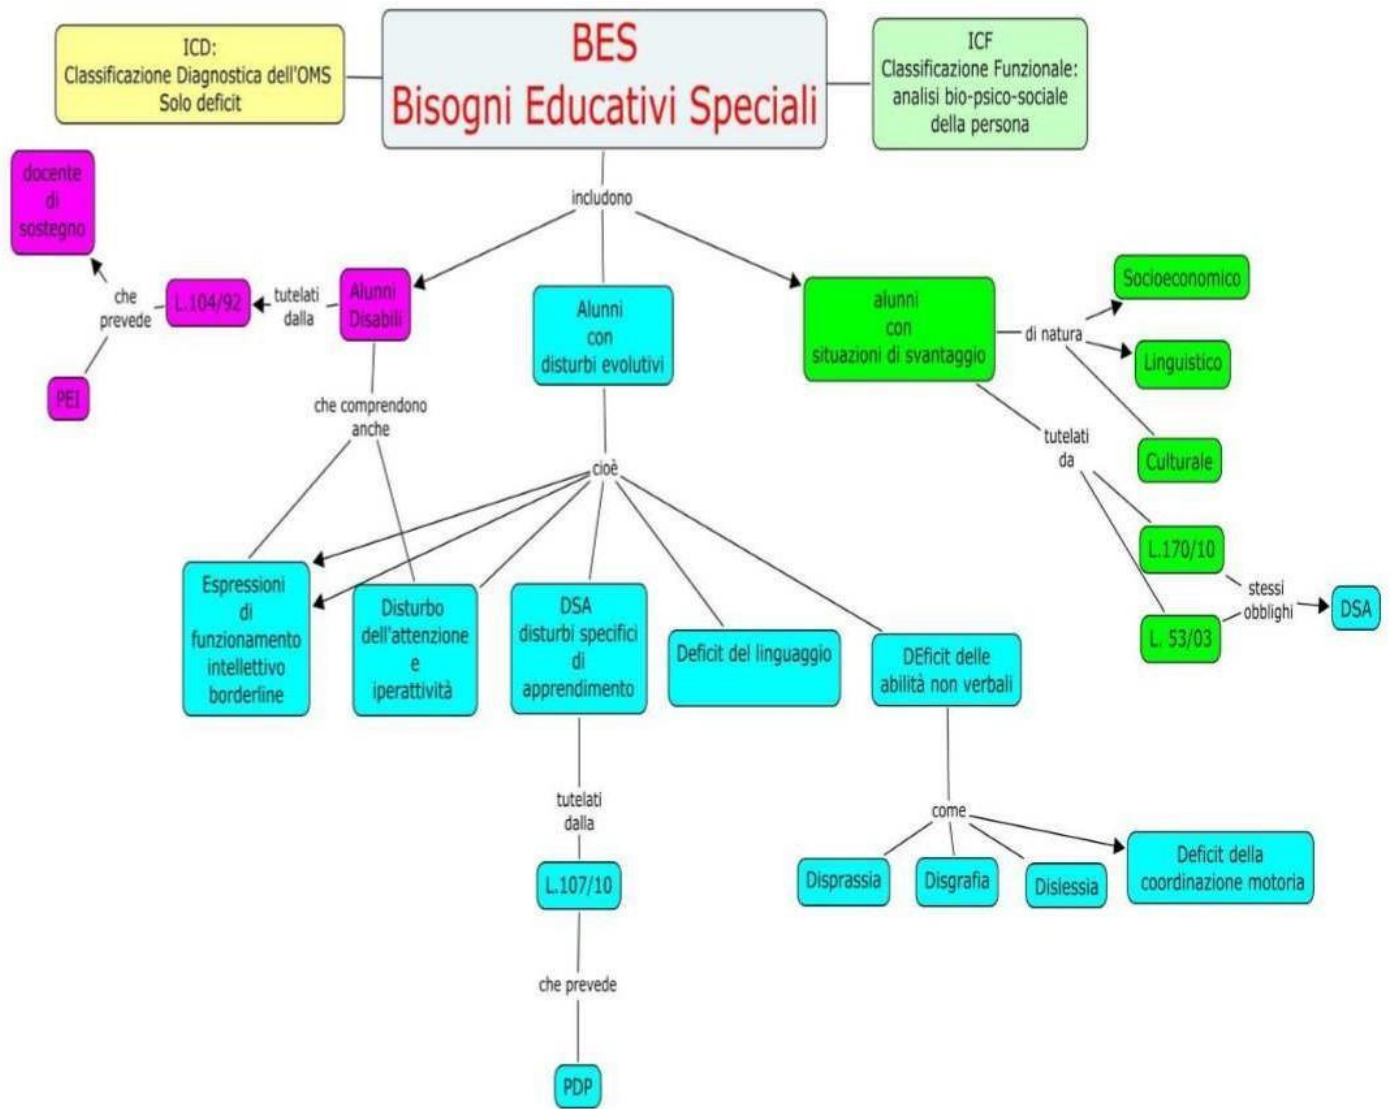 ICD:
Classificazione Diagnostica dell'OMS
Solo deficit
BES
Bisogni Educativi Speciali
ICF
Classificazione Funzionale:
analisi bio-psico-sociale
della persona
includono
docente
di
sostegno
che
prevede
L.104/92
tutelati
dalla
Alunni
Disabili
PEI
che comprendono
anche
Alunni
con
disturbi evolutivi
cioè
alunni
con
situazioni di svantaggio
di natura
Socioeconomico
Linguistico
Culturale
tutelati
da
L.170/10
L. 53/03
stessi
obblighi
DSA
Espressioni
di
funzionamento
intellettivo
borderline
Disturbo
dell'attenzione
e
iperattività
DSA
disturbi specifici
di
apprendimento
Deficit del linguaggio
DEficit delle
abilità non verbali
tutelati
dalla
L.107/10
che prevede
PDP
come
Disprassia
Disgrafia
Dislessia
Deficit della
coordinazione motoria